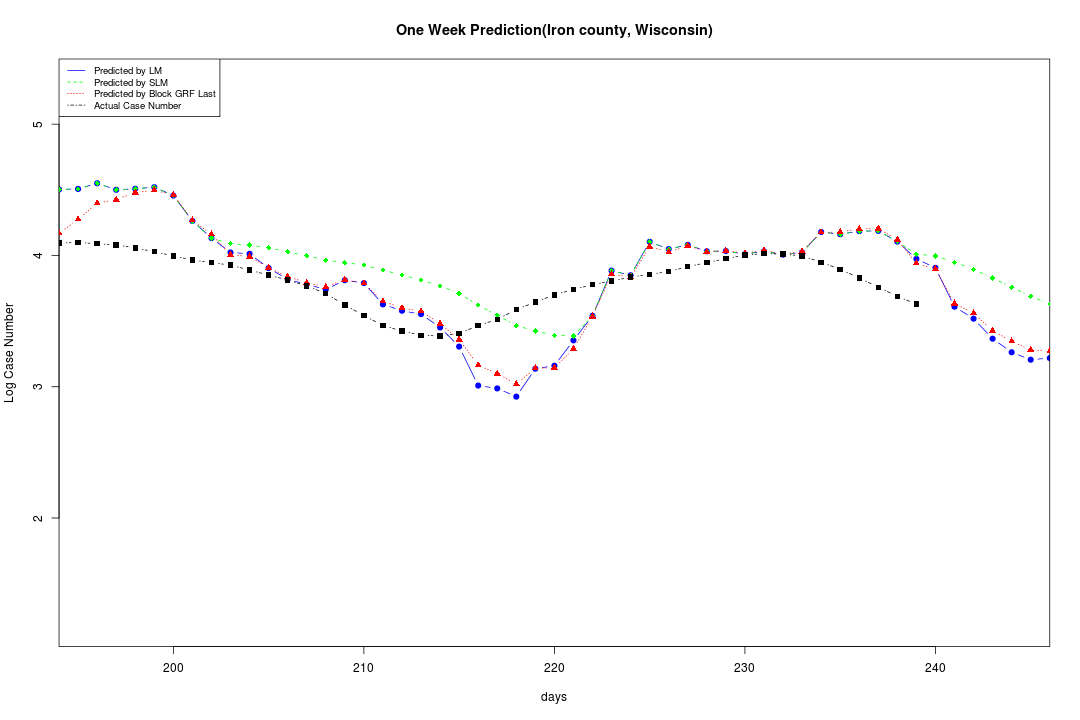 One Week Prediction(Iron county, Wisconsin)
Predicted by LM
Predicted by SLM
Predicted by Block GRF Last
Actual Case Number
5
4
3
2
Log Case Number
200 210 220 230 240
days